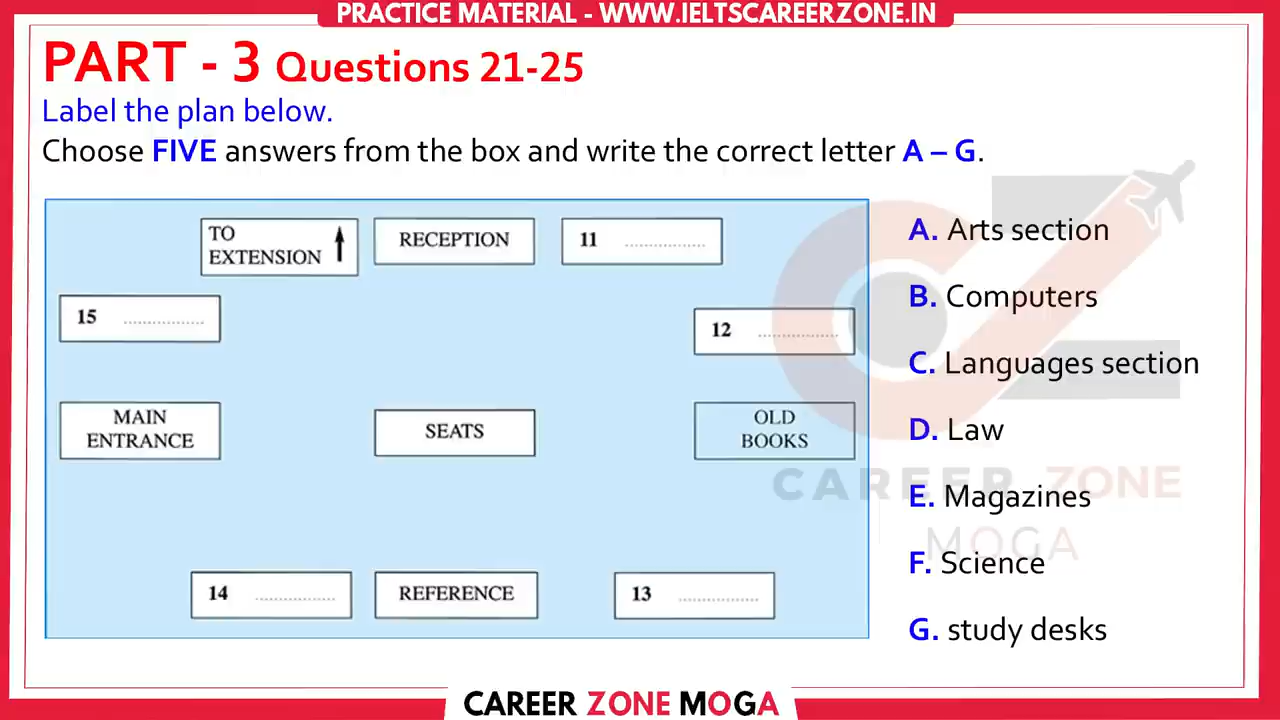 PRACTICE MATERIAL - WWW.IELTSCAREERZONE.IN
PART - 3 Questions 21-25
Label the plan below.
Choose FIVE answers from the box and write the correct letter A – G.
TO
EXTENSION
RECEPTION
11 ....................
15 ....................
12 ....................
MAIN
ENTRANCE
SEATS
OLD
BOOKS
14 ....................
REFERENCE
13 ....................
A. Arts section
B. Computers
C. Languages section
D. Law
E. Magazines
F. Science
G. study desks
CAREER ZONE
MOGA
CAREER ZONE MOGA